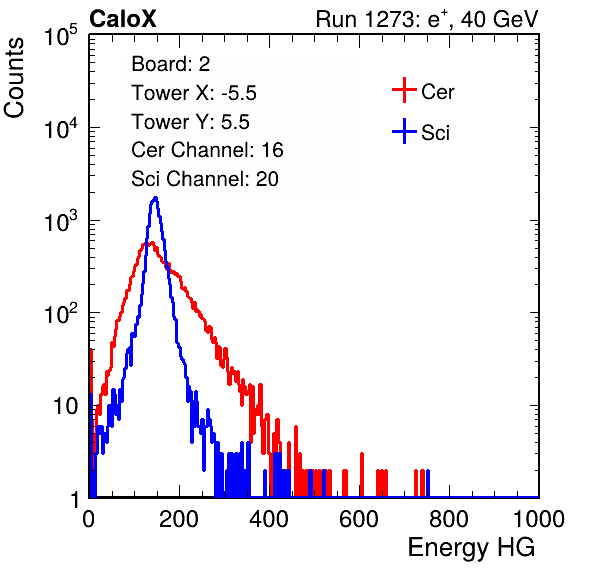 CaloX Run 1273: e⁺, 40 GeV
Counts
Board: 2
Tower X: -5.5
Tower Y: 5.5
Cer Channel: 16
Sci Channel: 20
Cer
Sci
10⁵
10⁴
10³
10²
10
1
0 200 400 600 800 1000
Energy HG